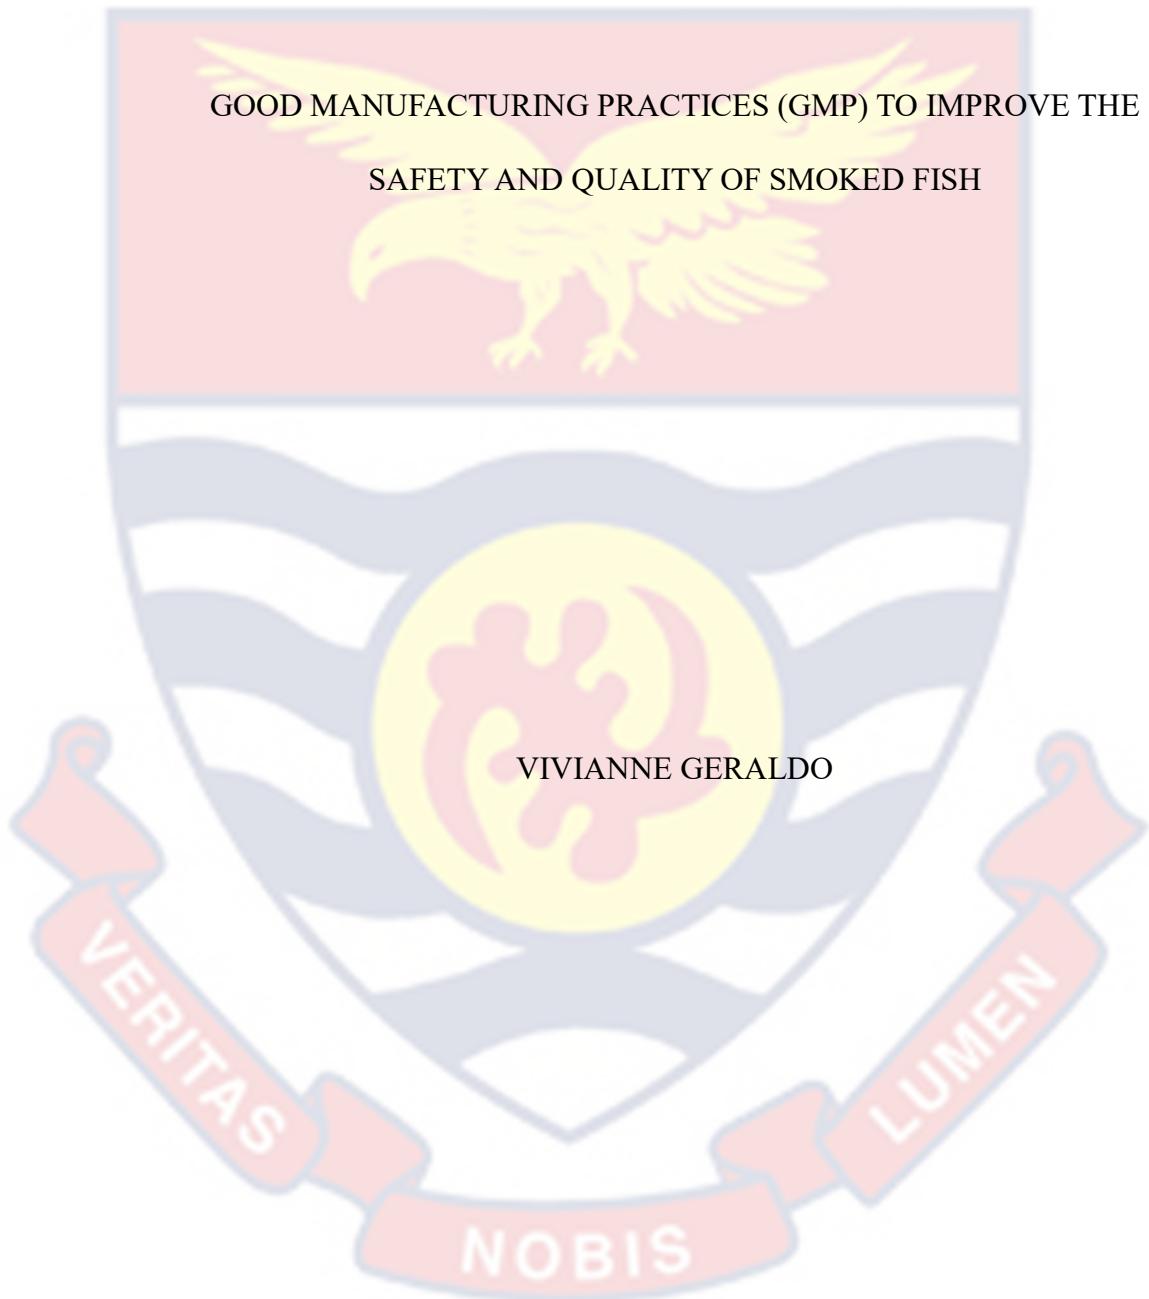 GOOD MANUFACTURING PRACTICES (GMP) TO IMPROVE THE
SAFETY AND QUALITY OF SMOKED FISH
VIVIANNE GERALDO
VERITAS
NOBIS
LUMEN